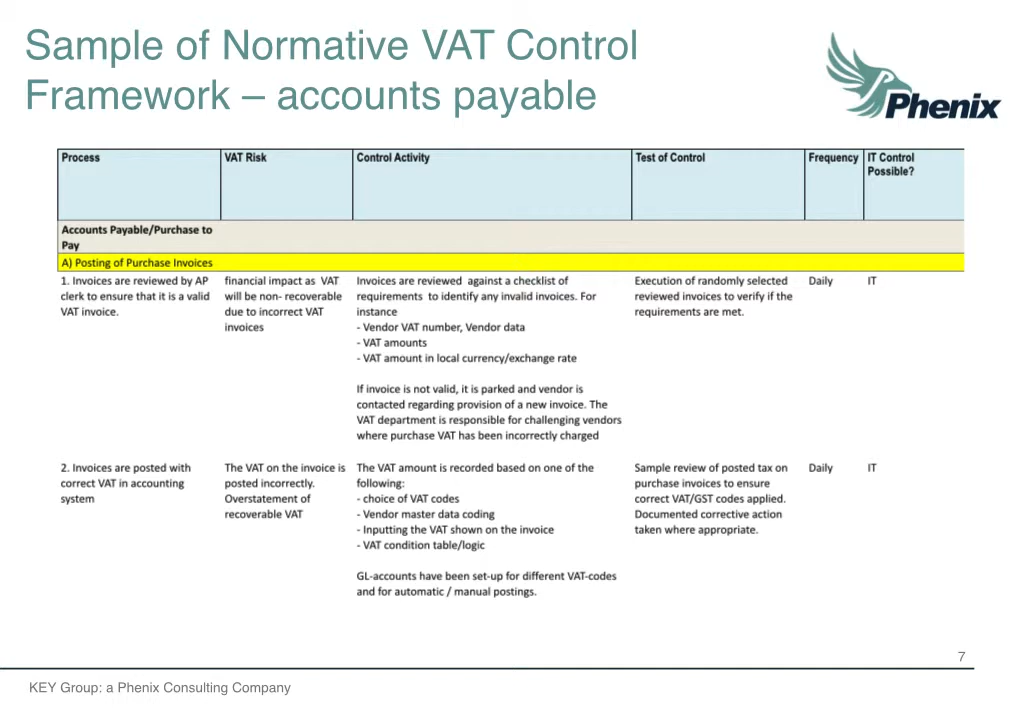 Sample of Normative VAT Control
Framework – accounts payable
Phenix
Process
VAT Risk
Control Activity
Test of Control
Frequency
IT Control
Possible?
Accounts Payable/Purchase to
Pay
A) Posting of Purchase Invoices
1. Invoices are reviewed by AP
clerk to ensure that it is a valid
VAT invoice.
financial impact as VAT
will be non- recoverable
due to incorrect VAT
invoices
Invoices are reviewed against a checklist of
requirements to identify any invalid invoices. For
instance
- Vendor VAT number, Vendor data
- VAT amounts
- VAT amount in local currency/exchange rate
If invoice is not valid, it is parked and vendor is
contacted regarding provision of a new invoice. The
VAT department is responsible for challenging vendors
where purchase VAT has been incorrectly charged
Execution of randomly selected
reviewed invoices to verify if the
requirements are met.
Daily
IT
2. Invoices are posted with
correct VAT in accounting
system
The VAT on the invoice is
posted incorrectly.
Overstatement of
recoverable VAT
The VAT amount is recorded based on one of the
following:
- choice of VAT codes
- Vendor master data coding
- Inputting the VAT shown on the invoice
- VAT condition table/logic
GL-accounts have been set-up for different VAT-codes
and for automatic / manual postings.
Sample review of posted tax on
purchase invoices to ensure
correct VAT/GST codes applied.
Documented corrective action
taken where appropriate.
Daily
IT
7
KEY Group: a Phenix Consulting Company